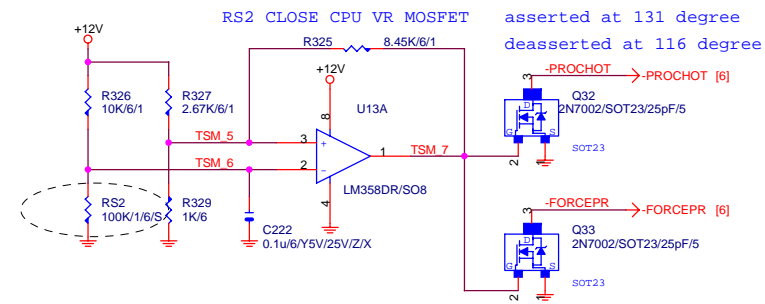 RS2 CLOSE CPU VR MOSFET
asserted at 131 degree
deasserted at 116 degree
+12V
R325
8.45K/6/1
+12V
-PROCHOT
-PROCHOT [6]
R326
10K/6/1
R327
2.67K/6/1
U13A
Q32
2N7002/SOT23/25pF/5
3
D
G
S
SOT23
2
1
TSM_5
3
+
8
1
TSM_7
TSM_6
2
-
4
LM358DR/SO8
RS2
100K/1/6/S
R329
1K/6
C222
0.1u/6/Y5V/25V/Z/X
-FORCEPR
-FORCEPR [6]
3
Q33
2N7002/SOT23/25pF/5
D
G
S
SOT23
2
1